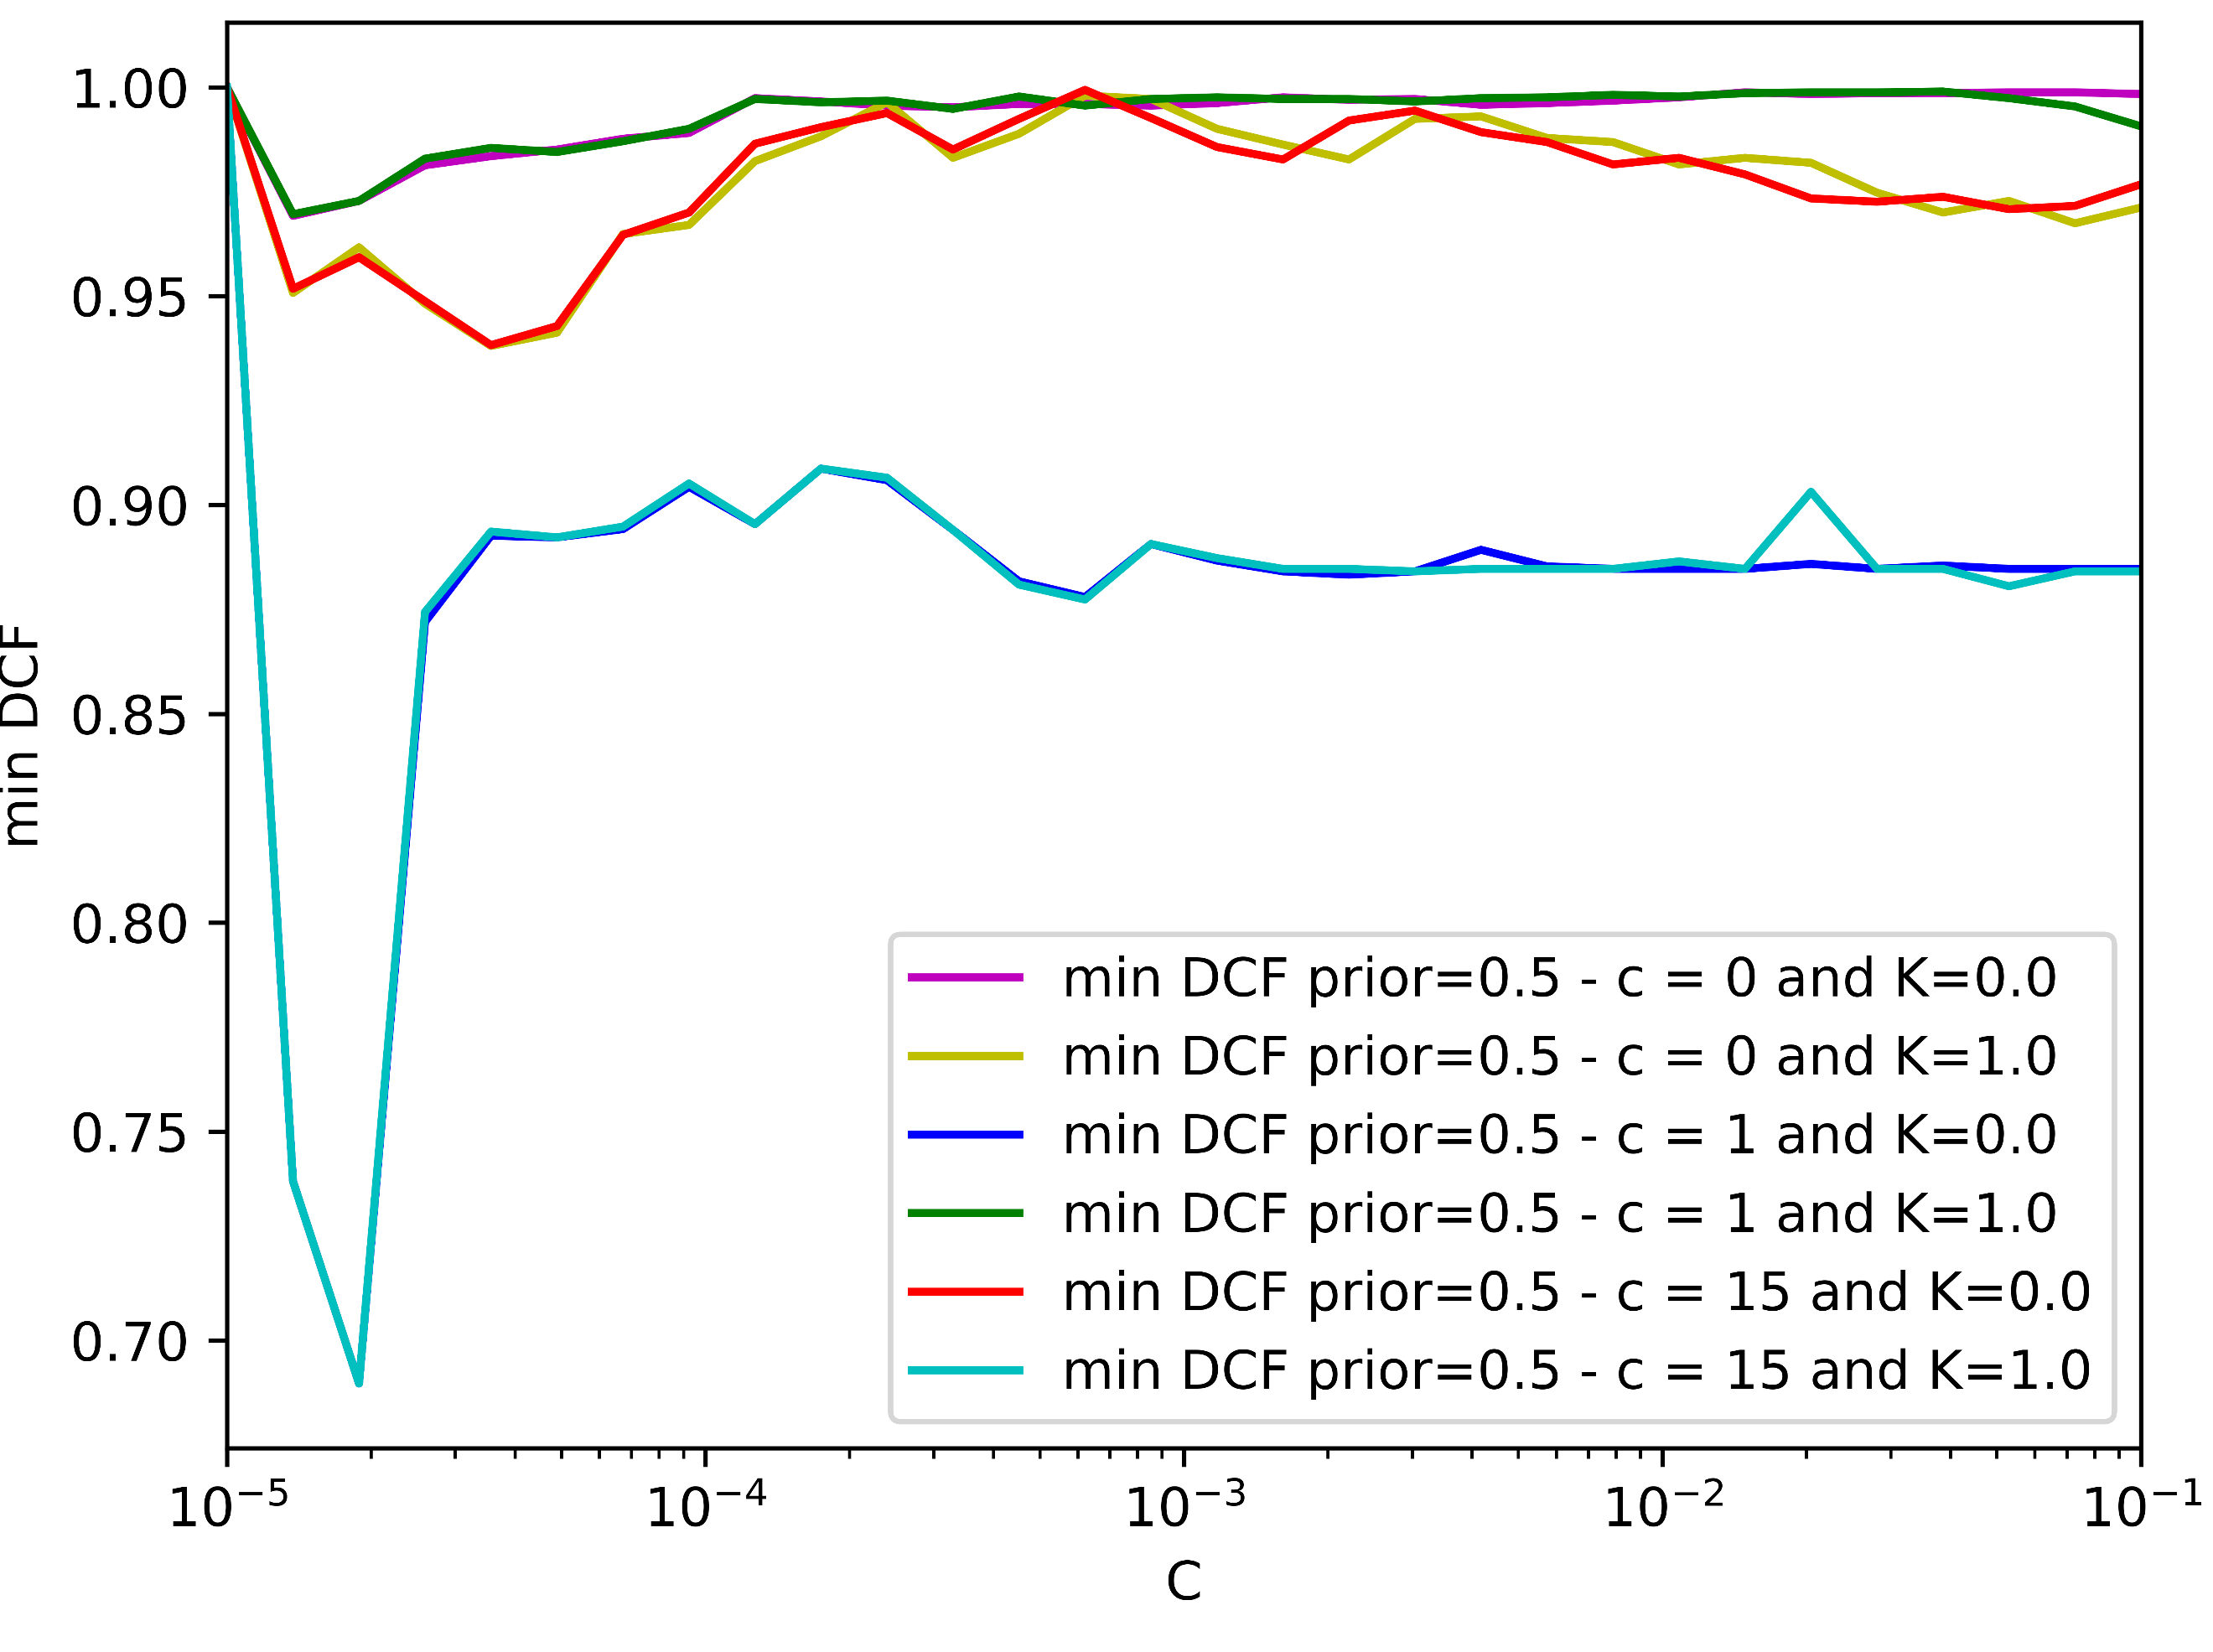 1.00
0.95
0.90
0.85
0.80
0.75
0.70
min DCF
min DCF prior=0.5 - c = 0 and K=0.0
min DCF prior=0.5 - c = 0 and K=1.0
min DCF prior=0.5 - c = 1 and K=0.0
min DCF prior=0.5 - c = 1 and K=1.0
min DCF prior=0.5 - c = 15 and K=0.0
min DCF prior=0.5 - c = 15 and K=1.0
10⁻⁵ 10⁻⁴ 10⁻³ 10⁻² 10⁻¹
C